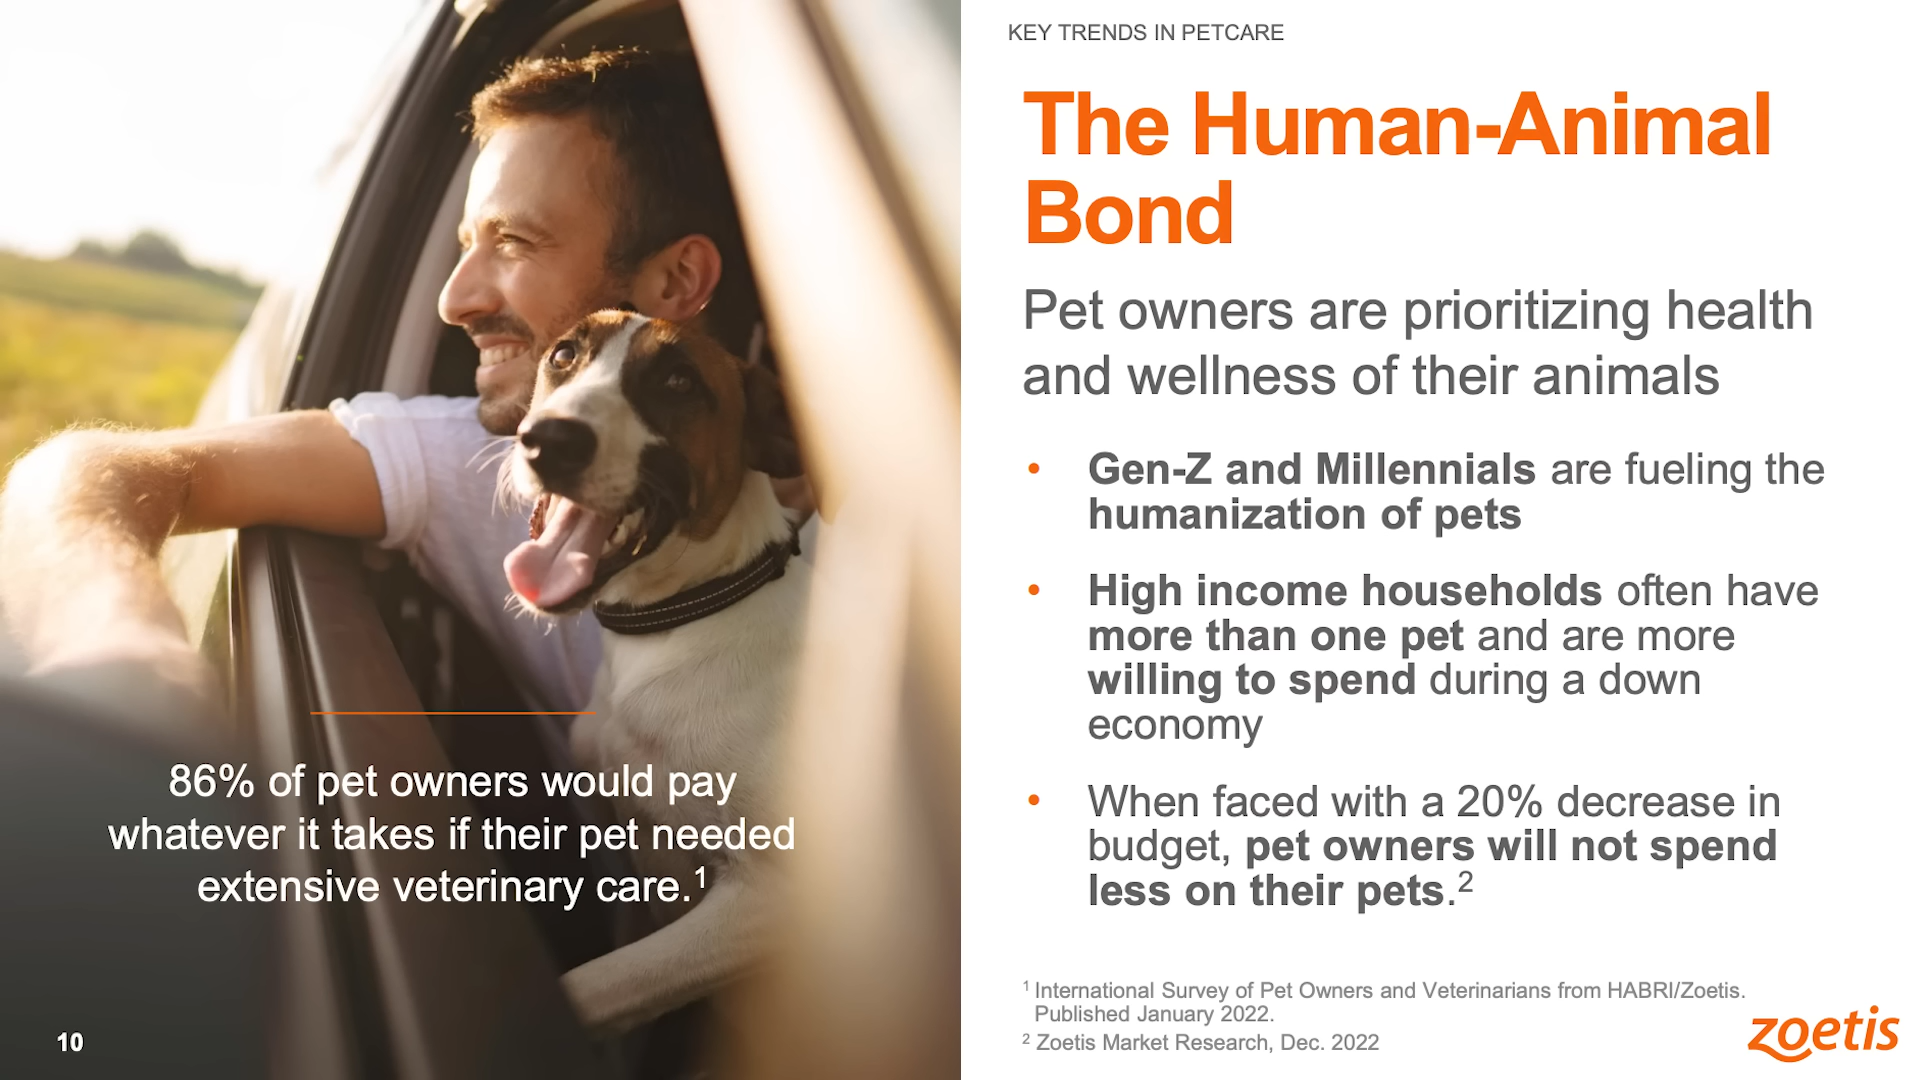 KEY TRENDS IN PETCARE
The Human-Animal
Bond
Pet owners are prioritizing health
and wellness of their animals
• Gen-Z and Millennials are fueling the
humanization of pets
• High income households often have
more than one pet and are more
willing to spend during a down
economy
• When faced with a 20% decrease in
budget, pet owners will not spend
less on their pets.²
86% of pet owners would pay
whatever it takes if their pet needed
extensive veterinary care.¹
¹ International Survey of Pet Owners and Veterinarians from HABRI/Zoetis.
Published January 2022.
² Zoetis Market Research, Dec. 2022
10
zoetis